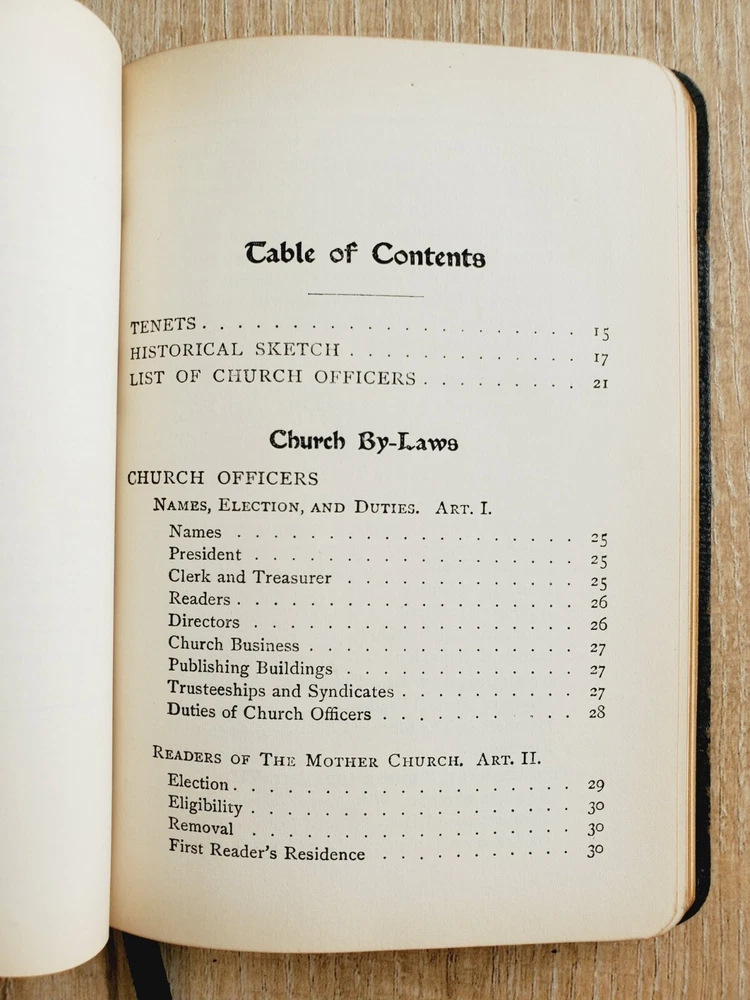 Table of Contents
TENETS . . . . . . . . . . . . . . . . . . . . . 15
HISTORICAL SKETCH . . . . . . . . . . . . . 17
LIST OF CHURCH OFFICERS . . . . . . . . . 21
Church By-Laws
CHURCH OFFICERS
NAMES, ELECTION, AND DUTIES. ART. I.
Names . . . . . . . . . . . . . . . . . . . 25
President . . . . . . . . . . . . . . . . . . 25
Clerk and Treasurer . . . . . . . . . . . . . 25
Readers . . . . . . . . . . . . . . . . . . . 26
Directors . . . . . . . . . . . . . . . . . . 26
Church Business . . . . . . . . . . . . . . . 27
Publishing Buildings . . . . . . . . . . . . . 27
Trusteeships and Syndicates . . . . . . . . . . 27
Duties of Church Officers . . . . . . . . . . . 28
READERS OF THE MOTHER CHURCH. ART. II.
Election . . . . . . . . . . . . . . . . . . . 29
Eligibility . . . . . . . . . . . . . . . . . . 30
Removal . . . . . . . . . . . . . . . . . . 30
First Reader's Residence . . . . . . . . . . . 30